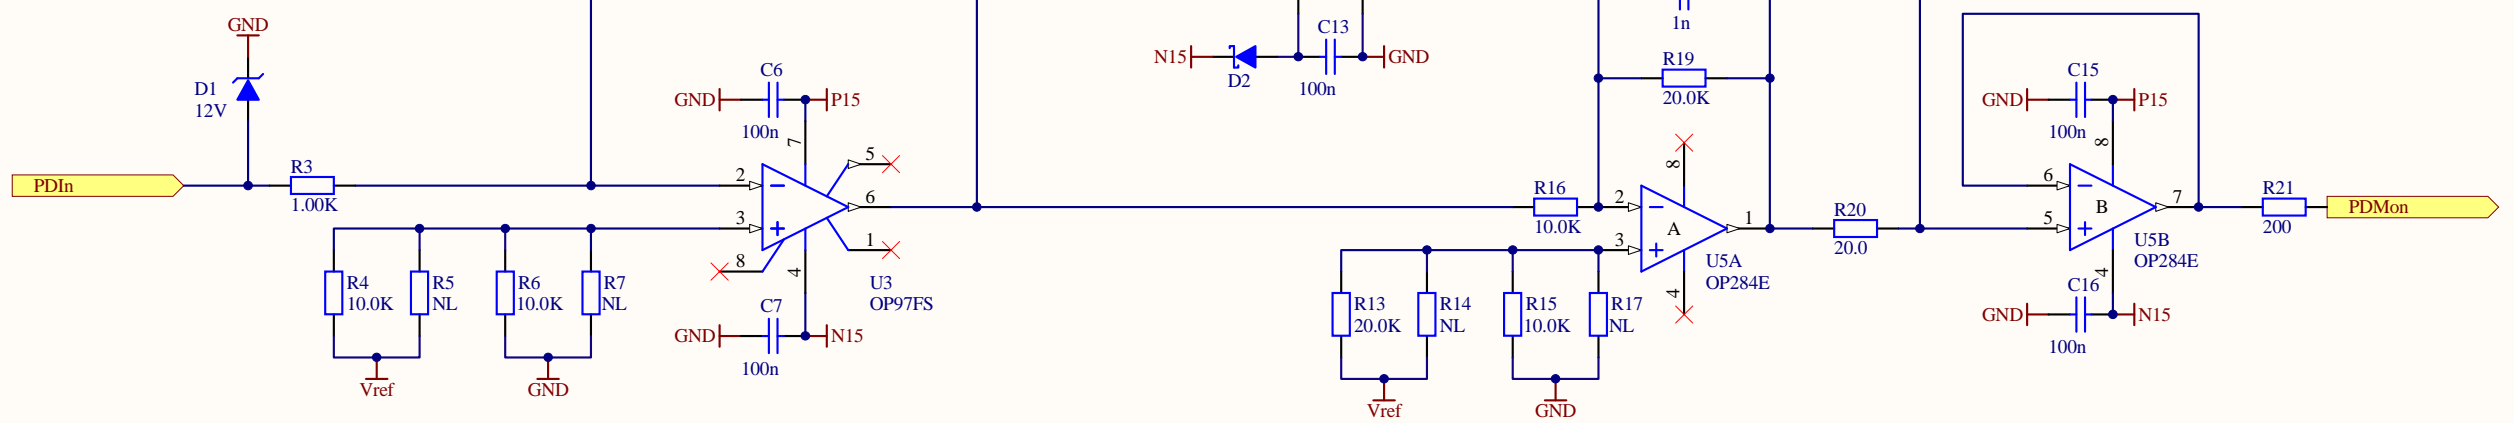 GND
D1
12V
PDIn
R3
1.00K
R4
10.0K
R5
NL
R6
10.0K
R7
NL
Vref
GND
C6
GND
P15
100n
7
2
3
8
4
5
6
1
U3
OP97FS
C7
GND
N15
100n
N15
D2
C13
100n
GND
1n
R19
20.0K
R16
10.0K
2
3
8
4
A
1
U5A
OP284E
R13
20.0K
R14
NL
R15
10.0K
R17
NL
Vref
GND
R20
20.0
C15
GND
P15
100n
8
6
5
B
7
4
U5B
OP284E
C16
GND
N15
100n
R21
200
PDMon